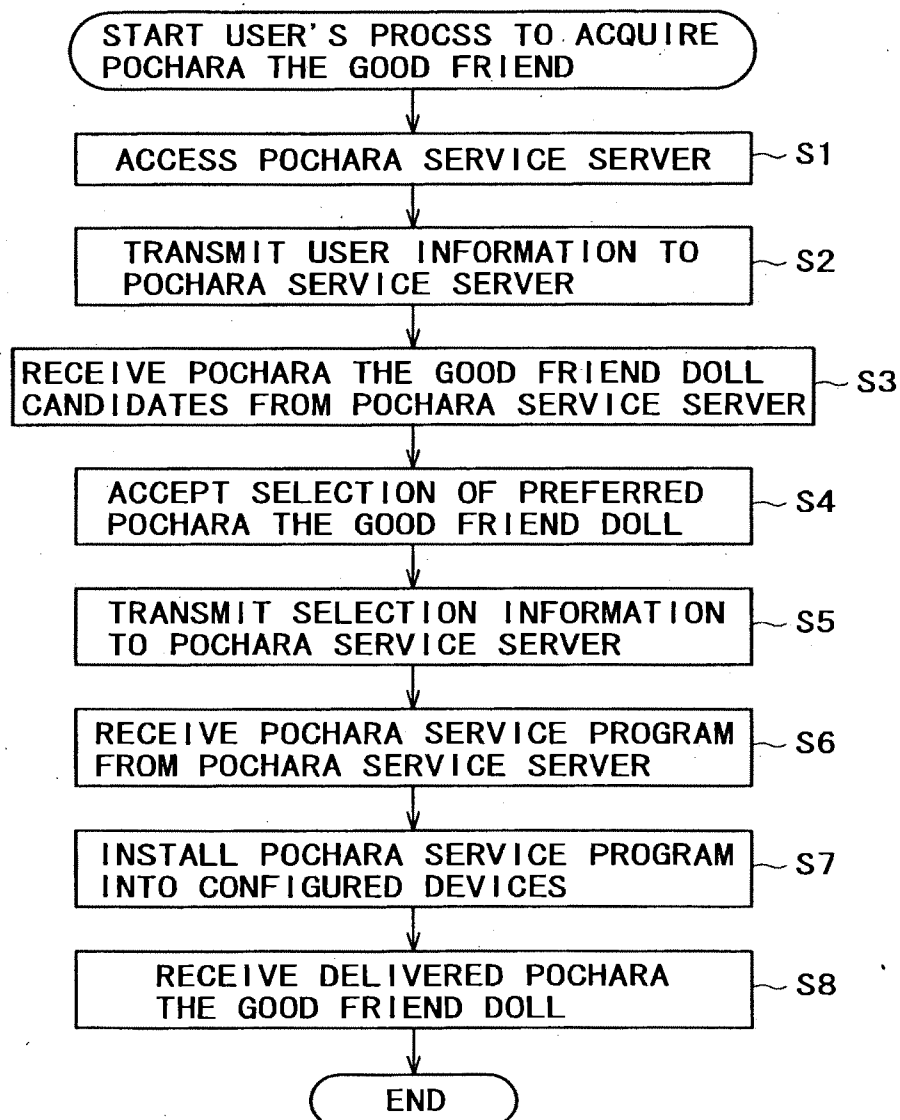 START USER'S PROCSS TO ACQUIRE
POCHARA THE GOOD FRIEND
ACCESS POCHARA SERVICE SERVER
S1
TRANSMIT USER INFORMATION TO
POCHARA SERVICE SERVER
S2
RECEIVE POCHARA THE GOOD FRIEND DOLL
CANDIDATES FROM POCHARA SERVICE SERVER
S3
ACCEPT SELECTION OF PREFERRED
POCHARA THE GOOD FRIEND DOLL
S4
TRANSMIT SELECTION INFORMATION
TO POCHARA SERVICE SERVER
S5
RECEIVE POCHARA SERVICE PROGRAM
FROM POCHARA SERVICE SERVER
S6
INSTALL POCHARA SERVICE PROGRAM
INTO CONFIGURED DEVICES
S7
RECEIVE DELIVERED POCHARA
THE GOOD FRIEND DOLL
S8
END